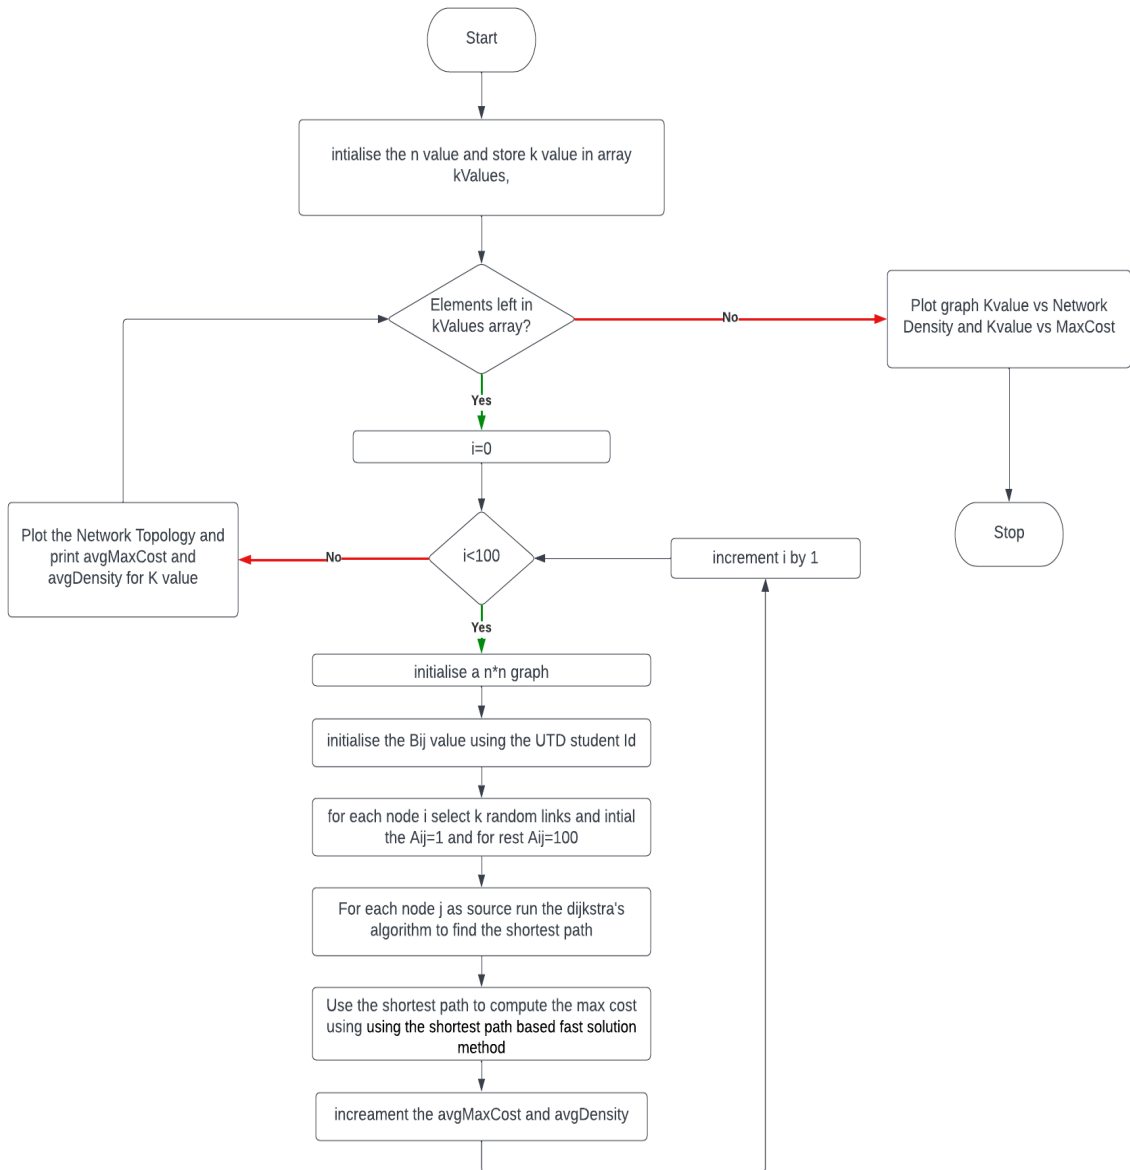 Start
intialise the n value and store k value in array
kValues,
Elements left in
kValues array?
No
Plot graph Kvalue vs Network
Density and Kvalue vs MaxCost
Yes
i=0
Stop
Plot the Network Topology and
print avgMaxCost and
avgDensity for K value
No
i<100
increment i by 1
Yes
initialise a n*n graph
initialise the Bij value using the UTD student Id
for each node i select k random links and intial
the Aij=1 and for rest Aij=100
For each node j as source run the dijkstra's
algorithm to find the shortest path
Use the shortest path to compute the max cost
using using the shortest path based fast solution
method
increament the avgMaxCost and avgDensity